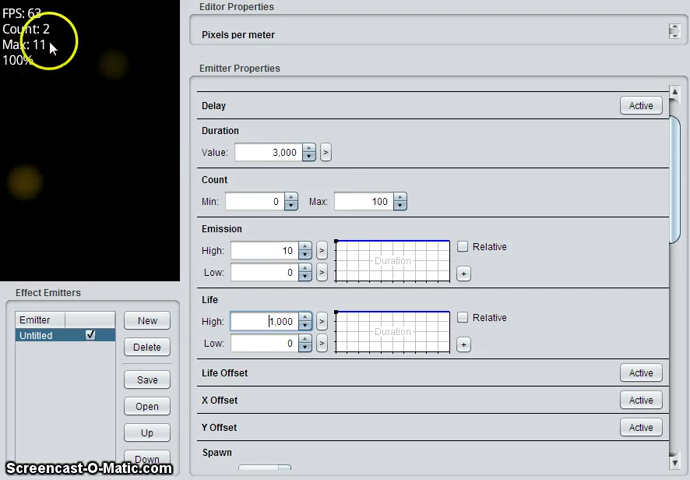 FPS: 63
Count: 2
Max: 11
100%
Editor Properties
Pixels per meter
Emitter Properties
Delay
Active
Duration
Value: 3,000 >
Count
Min: 0 Max: 100
Emission
High: 10 >
Low: 0 >
Duration
Relative
+
Life
High: 1,000 >
Low: 0 >
Duration
Relative
+
Life Offset
Active
X Offset
Active
Y Offset
Active
Spawn
Effect Emitters
Emitter
Untitled
New
Delete
Save
Open
Up
Down
Screencast-O-Matic.com